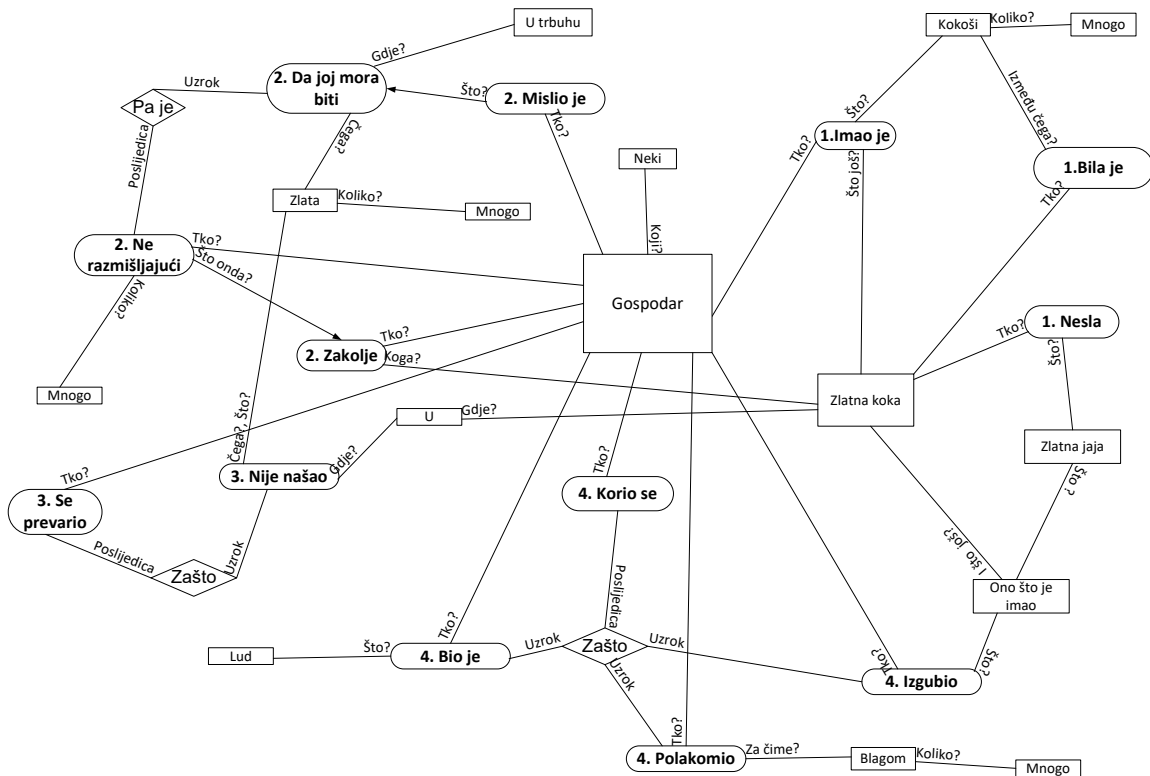 U trbuhu
Gdje?
Kokoši
Koliko?
Mnogo
Uzrok
2. Da joj mora
biti
Što?
2. Mislio je
Pa je
Čega?
Tko?
Što?
Između čega?
1.Imao je
Tko?
Što još?
Poslijedica
Neki
1.Bila je
Tko?
Zlata
Koliko?
Mnogo
Koji?
2. Ne
razmišljajući
Tko?
Što onda?
Koliko?
Gospodar
2. Zakolje
Tko?
Koga?
Tko?
1. Nesla
Što?
Mnogo
Zlatna koka
U
Gdje?
Čega?, Što?
Gdje?
Zlatna jaja
Što ?
3. Nije našao
Tko?
3. Se
prevario
Tko?
4. Korio se
Poslijedica
Zašto
Uzrok
I što još?
Ono što je
imao
Poslijedica
Tko?
Lud
Što?
4. Bio je
Uzrok
Zašto
Uzrok
Uzrok
Tko?
Što?
4. Izgubio
Tko?
4. Polakomio
Za čime?
Blagom
Koliko?
Mnogo